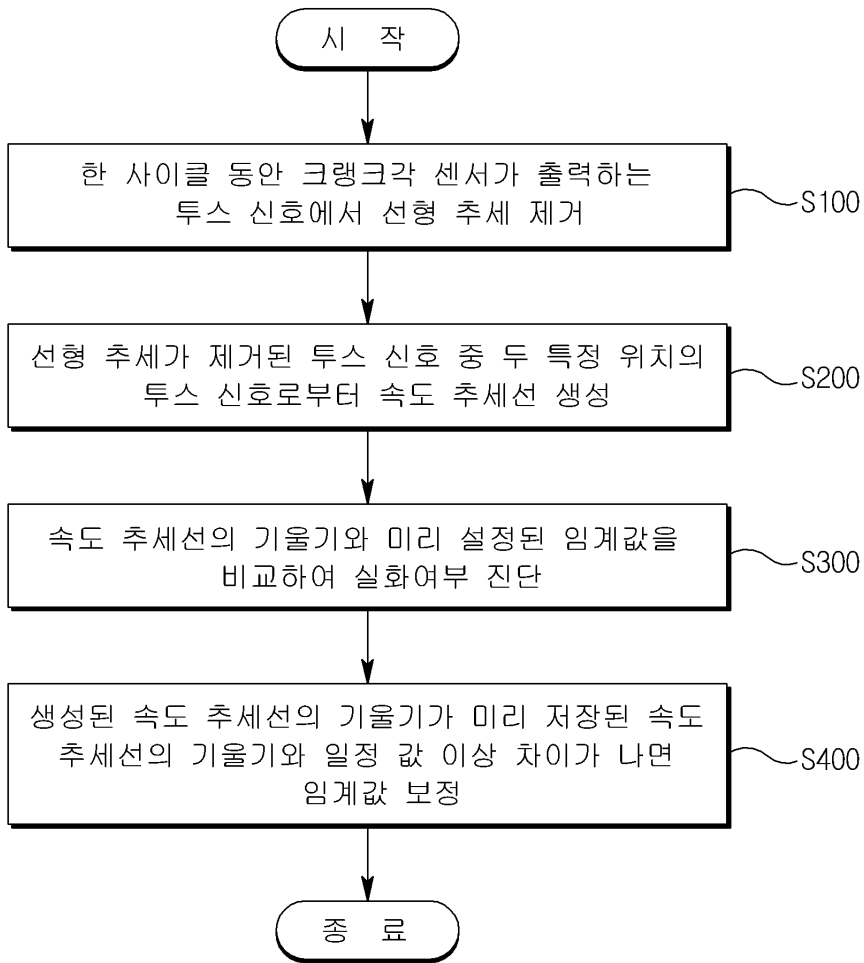 시 작
한 사이클 동안 크랭크각 센서가 출력하는
투스 신호에서 선형 추세 제거
S100
선형 추세가 제거된 투스 신호 중 두 특정 위치의
투스 신호로부터 속도 추세선 생성
S200
속도 추세선의 기울기와 미리 설정된 임계값을
비교하여 실화여부 진단
S300
생성된 속도 추세선의 기울기가 미리 저장된 속도
추세선의 기울기와 일정 값 이상 차이가 나면
임계값 보정
S400
종 료